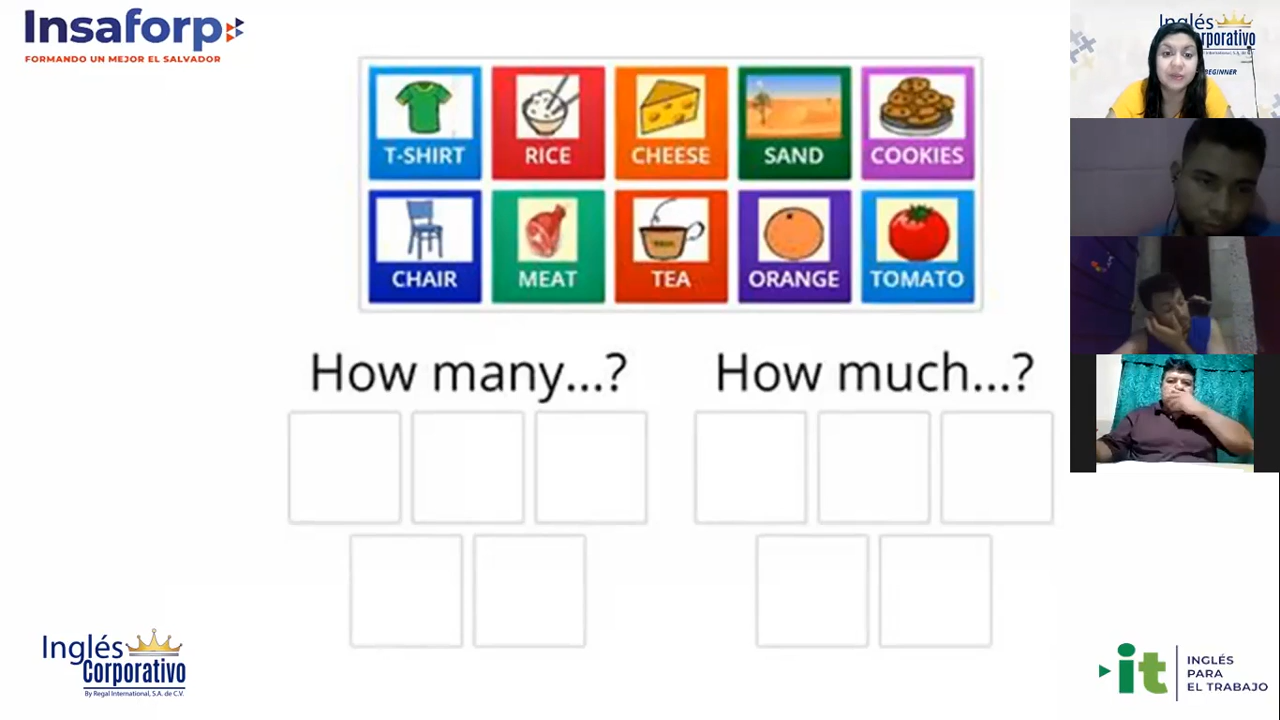 Insaforp
FORMANDO UN MEJOR EL SALVADOR
T-SHIRT RICE CHEESE SAND COOKIES
CHAIR MEAT TEA ORANGE TOMATO
How many...? How much...?
Inglés
Corporativo
By Regal International, S.A. de C.V.
it INGLÉS
PARA
EL TRABAJO
Inglés
BEGINNER